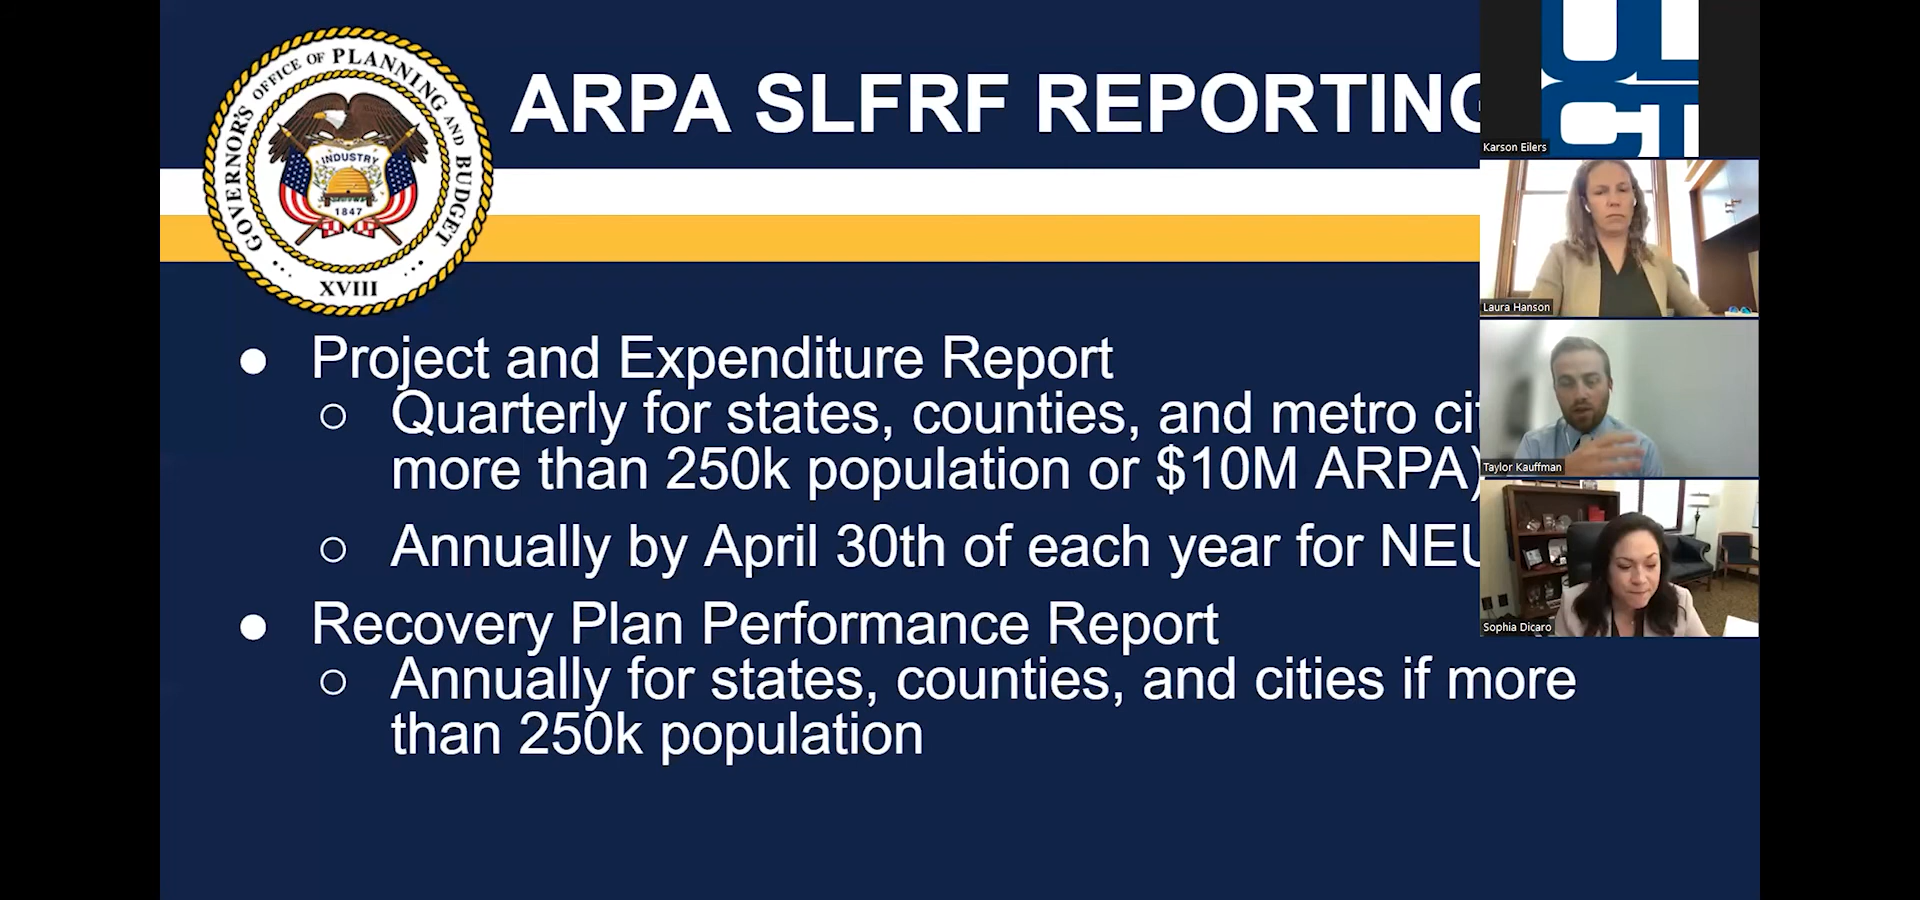 GOVERNOR'S OFFICE OF PLANNING AND BUDGET
INDUSTRY
1847
XVIII
ARPA SLFRF REPORTING
● Project and Expenditure Report
○ Quarterly for states, counties, and metro
more than 250k population or $10M ARPA)
○ Annually by April 30th of each year for
● Recovery Plan Performance Report
○ Annually for states, counties, and cities if more
than 250k population
UL
CT
Karson Eilers
Laura Hanson
Taylor Kauffman
Sophia Dicaro